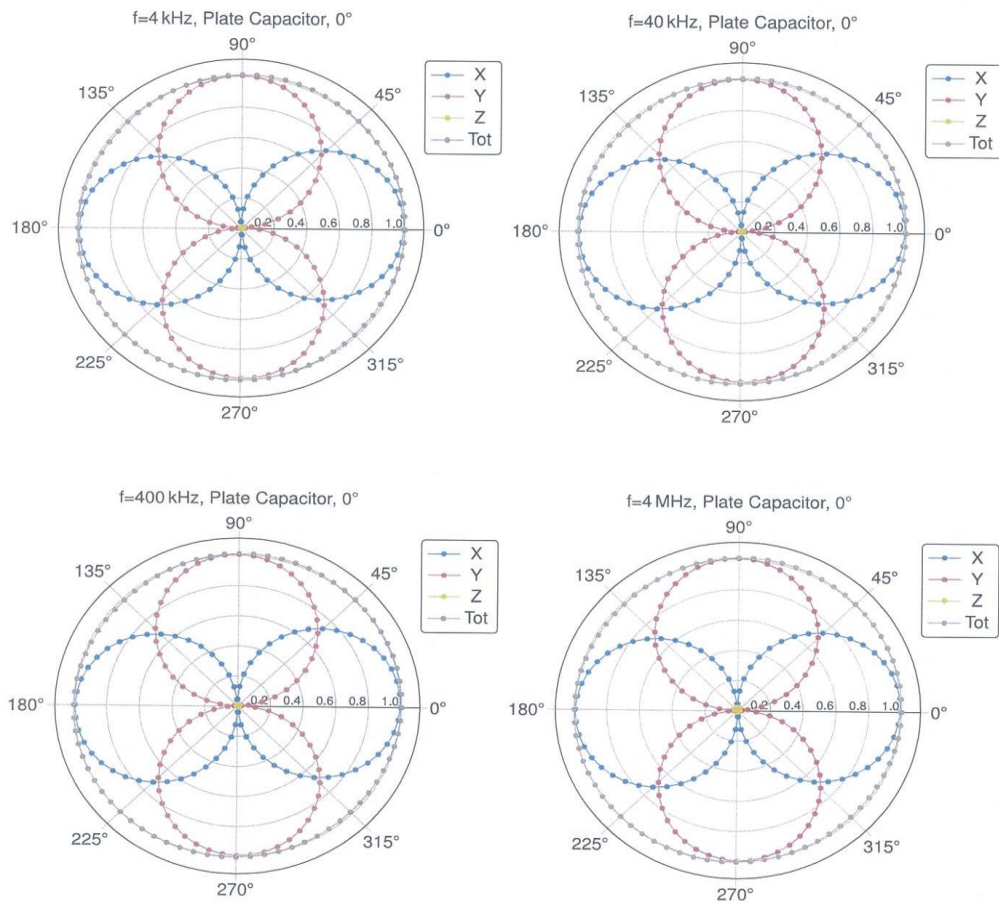 f=4 kHz, Plate Capacitor, 0°
90°
135°
45°
X
Y
Z
Tot
180°
0.2 0.4 0.6 0.8 1.0
0°
225°
315°
270°
f=40 kHz, Plate Capacitor, 0°
90°
135°
45°
X
Y
Z
Tot
180°
0.2 0.4 0.6 0.8 1.0
0°
225°
315°
270°
f=400 kHz, Plate Capacitor, 0°
90°
135°
45°
X
Y
Z
Tot
180°
0.2 0.4 0.6 0.8 1.0
0°
225°
315°
270°
f=4 MHz, Plate Capacitor, 0°
90°
135°
45°
X
Y
Z
Tot
180°
0.2 0.4 0.6 0.8 1.0
0°
225°
315°
270°